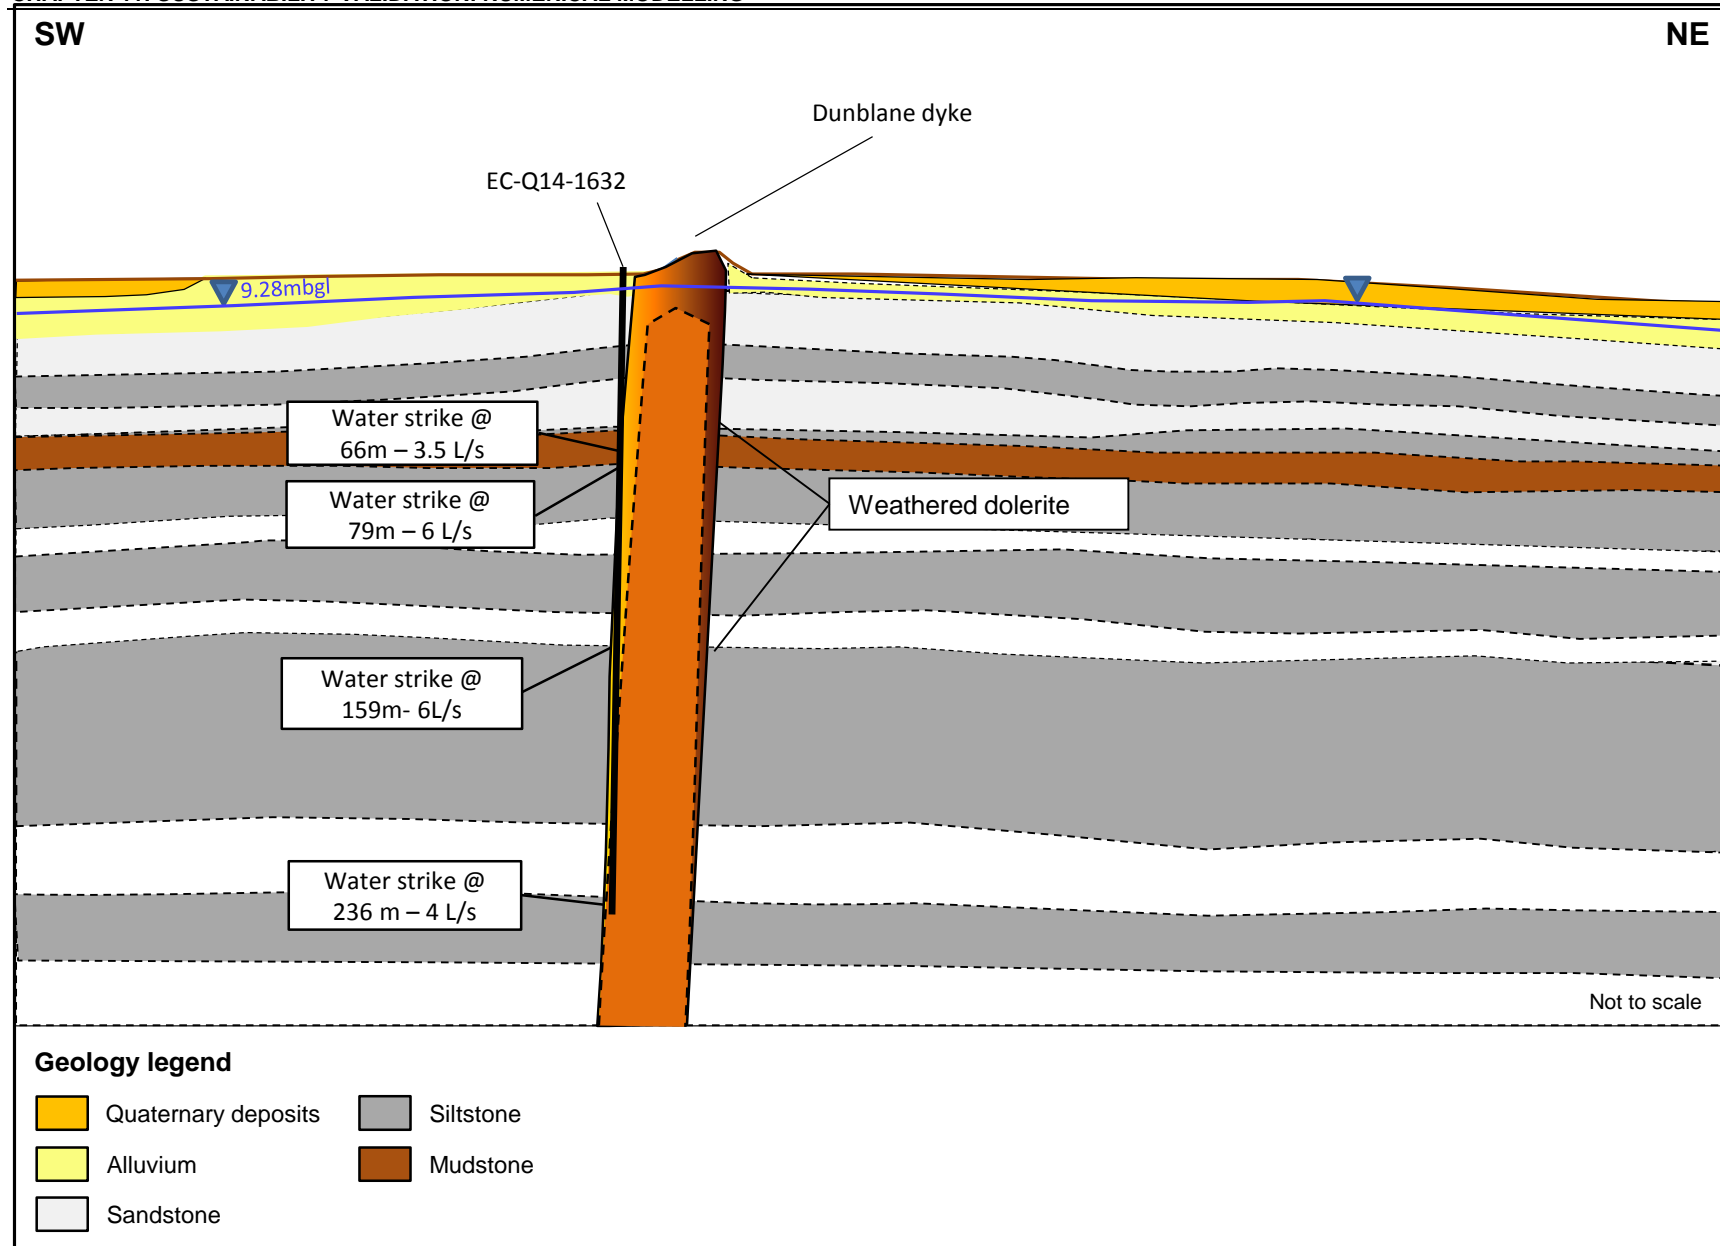 SW
NE
Dunblane dyke
EC-Q14-1632
9.28mbgl
Water strike @
66m – 3.5 L/s
Water strike @
79m – 6 L/s
Weathered dolerite
Water strike @
159m- 6L/s
Water strike @
236 m – 4 L/s
Not to scale
Geology legend
Quaternary deposits
Siltstone
Alluvium
Mudstone
Sandstone